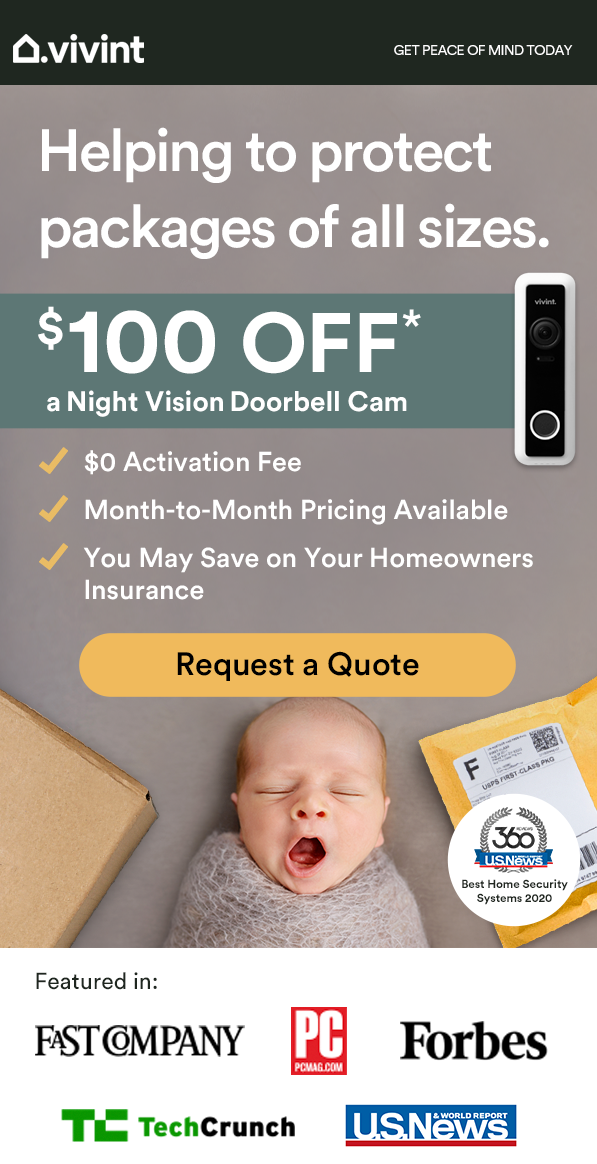 vivint
GET PEACE OF MIND TODAY
Helping to protect
packages of all sizes.
$100 OFF*
a Night Vision Doorbell Cam
vivint.
$0 Activation Fee
Month-to-Month Pricing Available
You May Save on Your Homeowners
Insurance
Request a Quote
F
USPS FIRST-CLASS PKG
360
REVIEWS
U.S.News
Best Home Security
Systems 2020
Featured in:
FAST COMPANY
PC
PCMAG.COM
Forbes
TC TechCrunch
U.S.News
& WORLD REPORT